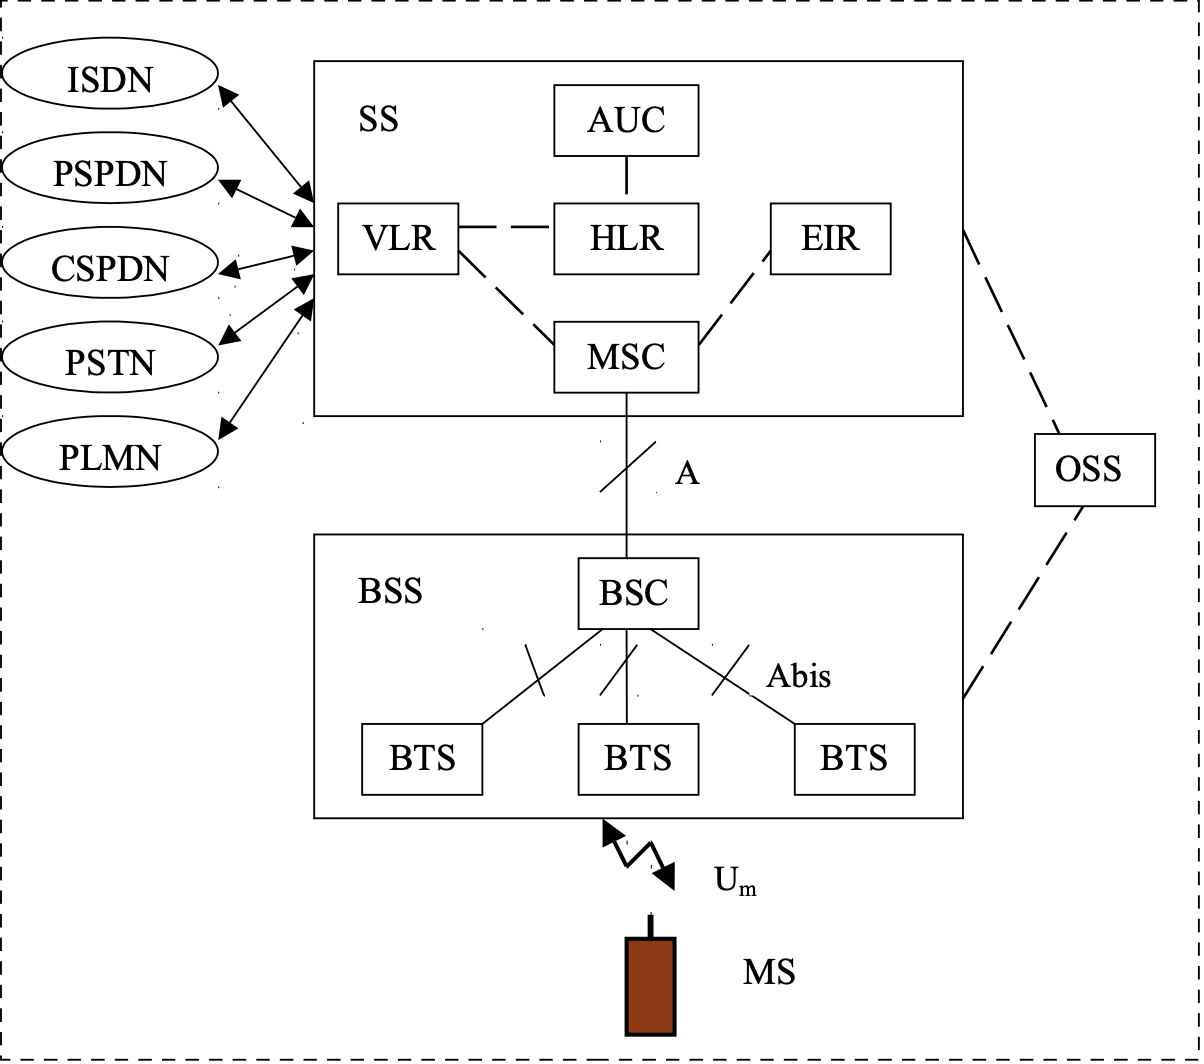 ISDN
PSPDN
CSPDN
PSTN
PLMN
SS
AUC
VLR
HLR
EIR
MSC
A
OSS
BSS
BSC
Abis
BTS
BTS
BTS
Um
MS